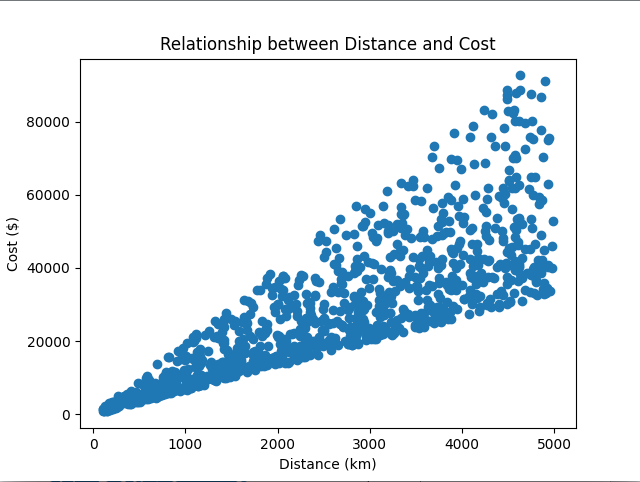 Relationship between Distance and Cost
Cost ($)
80000
60000
40000
20000
0
0 1000 2000 3000 4000 5000
Distance (km)